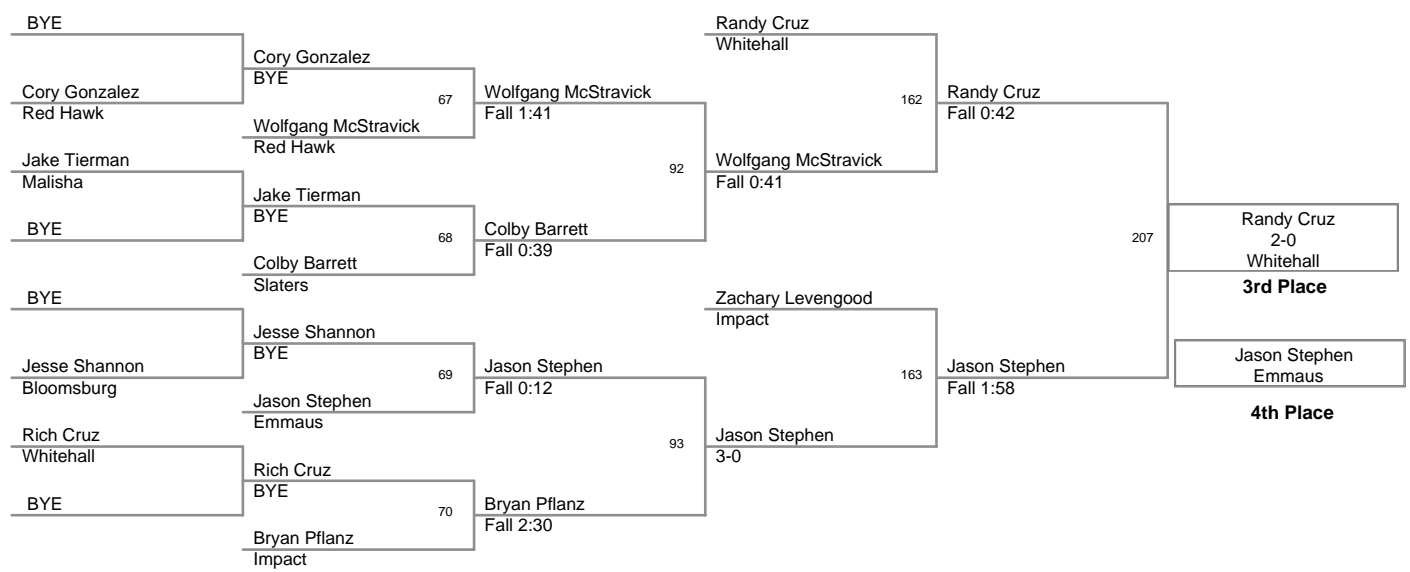 BYE
Cory Gonzalez
Red Hawk
Jake Tierman
Malisha
BYE
BYE
Jesse Shannon
Bloomsburg
Rich Cruz
Whitehall
BYE
Cory Gonzalez
BYE
67
Wolfgang McStravick
Red Hawk
Jake Tierman
BYE
68
Colby Barrett
Slaters
Jesse Shannon
BYE
69
Jason Stephen
Emmaus
Rich Cruz
BYE
70
Bryan Pflanz
Impact
Wolfgang McStravick
Fall 1:41
92
Colby Barrett
Fall 0:39
Jason Stephen
Fall 0:12
93
Bryan Pflanz
Fall 2:30
Randy Cruz
Whitehall
162
Wolfgang McStravick
Fall 0:41
Zachary Levengood
Impact
163
Jason Stephen
3-0
Randy Cruz
Fall 0:42
207
Jason Stephen
Fall 1:58
Randy Cruz
2-0
Whitehall
3rd Place
Jason Stephen
Emmaus
4th Place